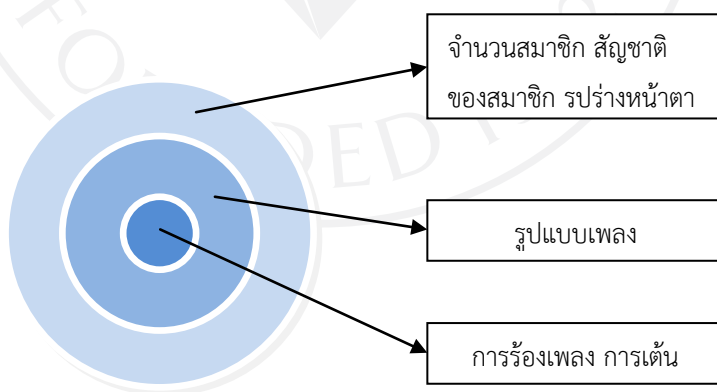 จำนวนสมาชิก สัญชาติ
ของสมาชิก รปร่างหน้าตา
รูปแบบเพลง
การร้องเพลง การเต้น